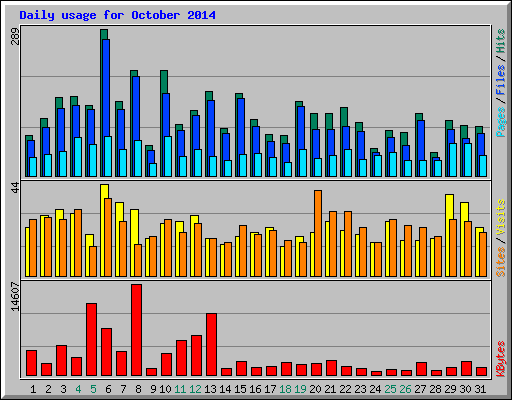 Daily usage for October 2014
289
Pages / Files / Hits
44
Sites / Visits
14607
KBytes
1 2 3 4 5 6 7 8 9 10 11 12 13 14 15 16 17 18 19 20 21 22 23 24 25 26 27 28 29 30 31